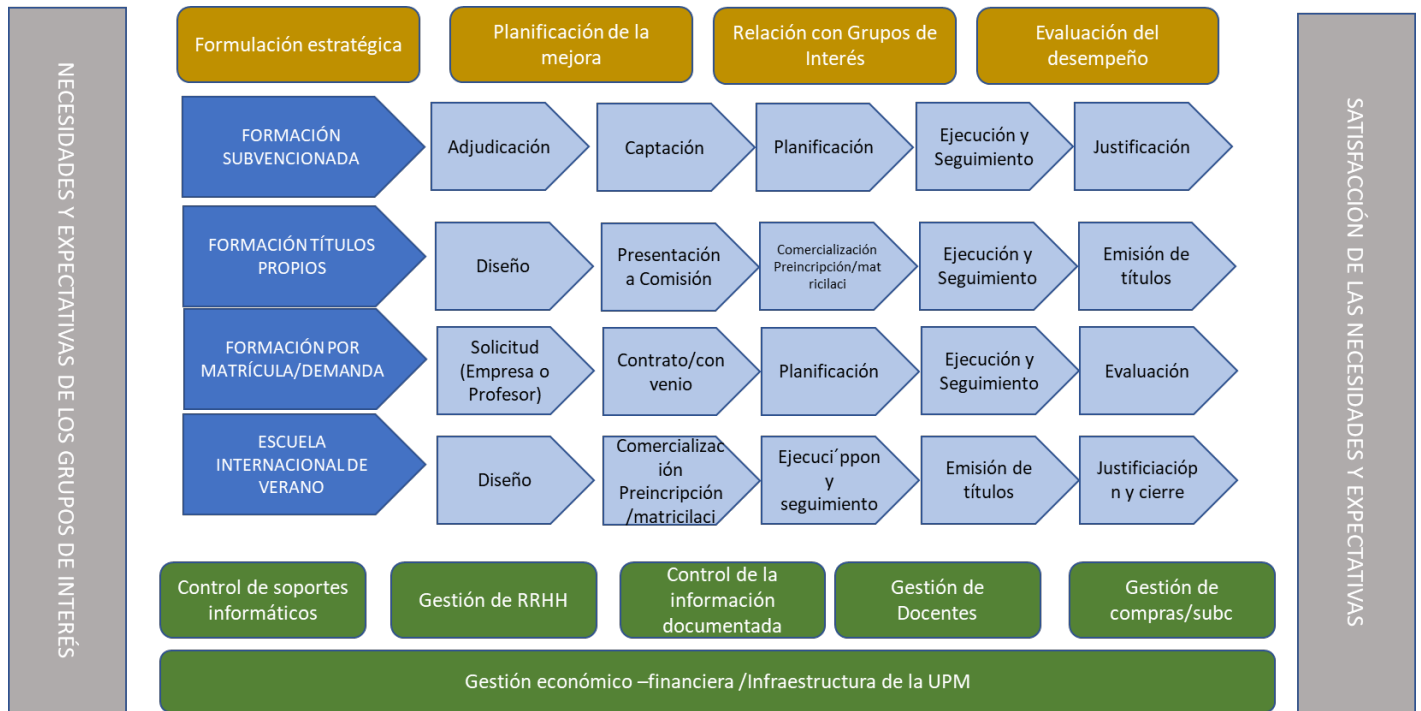 NECESIDADES Y EXPECTATIVAS DE LOS GRUPOS DE INTERÉS
Formulación estratégica
Planificación de la
mejora
Relación con Grupos de
Interés
Evaluación del
desempeño
FORMACIÓN
SUBVENCIONADA
Adjudicación
Captación
Planificación
Ejecución y
Seguimiento
Justificación
FORMACIÓN TÍTULOS
PROPIOS
Diseño
Presentación
a Comisión
Comercialización
Preincripción/mat
ricilaci
Ejecución y
Seguimiento
Emisión de
títulos
FORMACIÓN POR
MATRÍCULA/DEMANDA
Solicitud
(Empresa o
Profesor)
Contrato/con
venio
Planificación
Ejecución y
Seguimiento
Evaluación
ESCUELA
INTERNACIONAL DE
VERANO
Diseño
Comercializac
ión
Preincripción
/matricilaci
Ejecuci´ppon
y
seguimiento
Emisión de
títulos
Justificiacióp
n y cierre
Control de soportes
informáticos
Gestión de RRHH
Control de la
información
documentada
Gestión de
Docentes
Gestión de
compras/subc
Gestión económico –financiera /Infraestructura de la UPM
SATISFACCIÓN DE LAS NECESIDADES Y EXPECTATIVAS